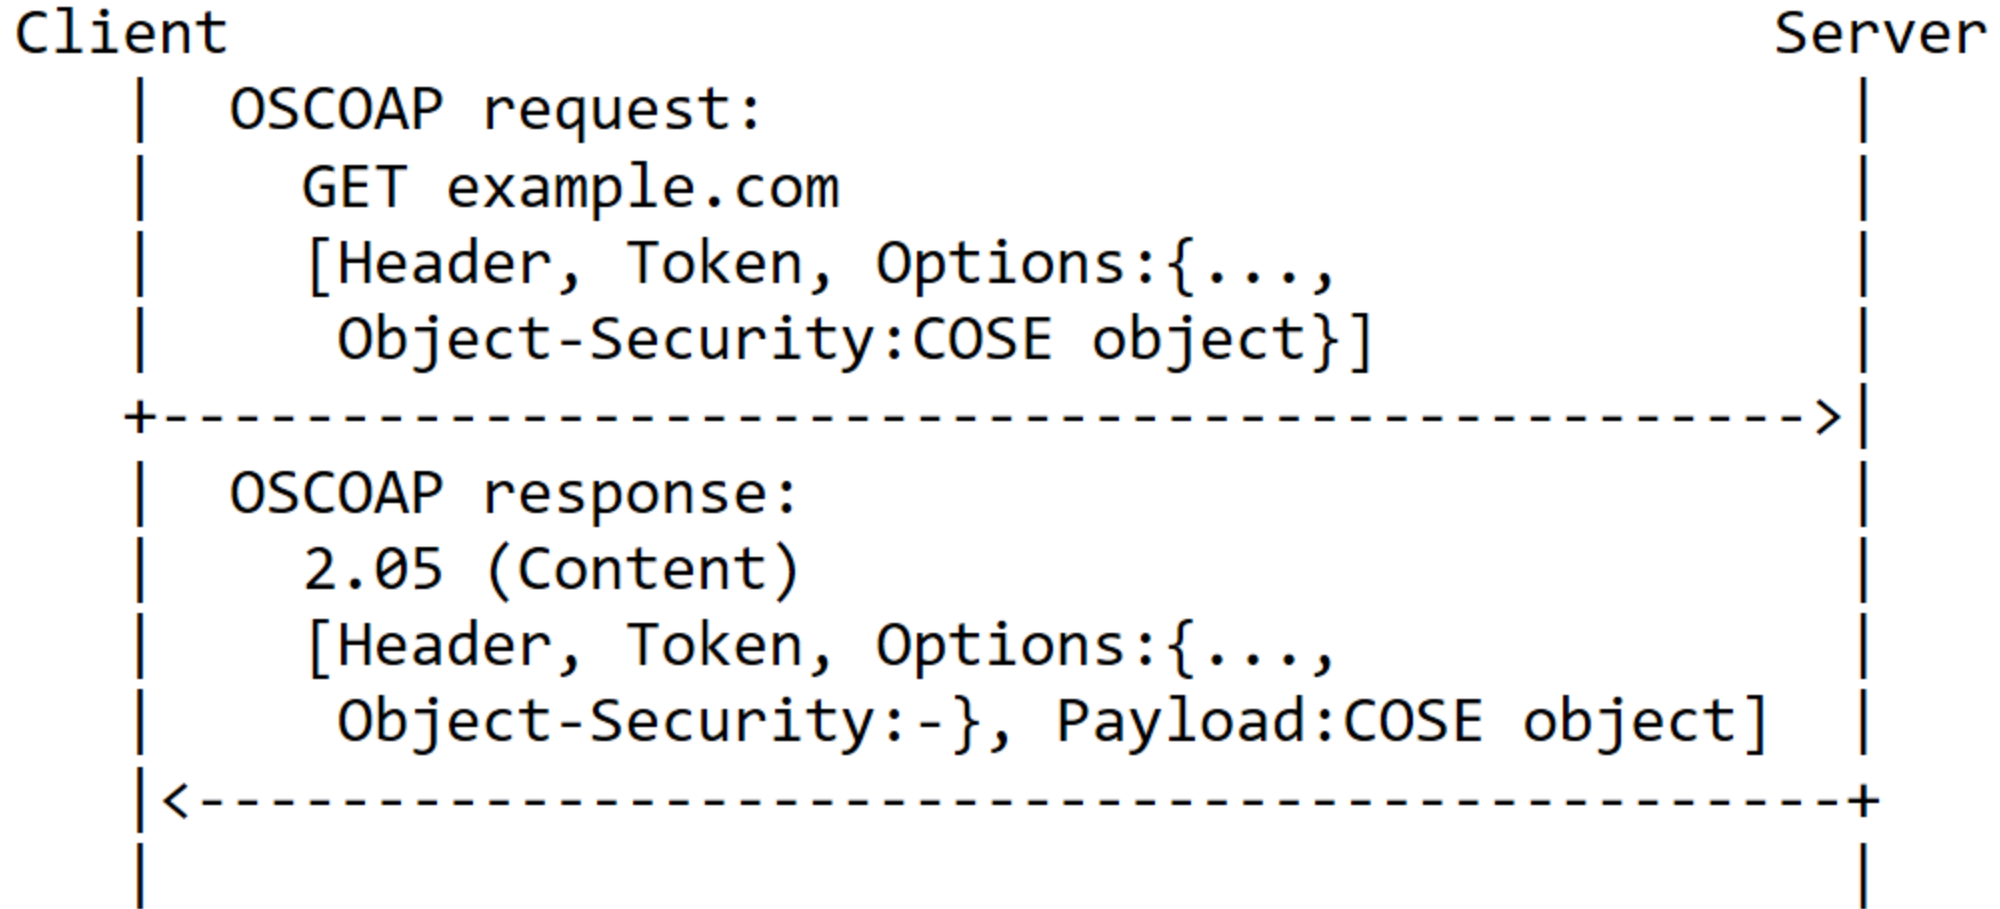 Client                                           Server
   |  OSCOAP request:                              |
   |    GET example.com                            |
   |    [Header, Token, Options:{...,              |
   |     Object-Security:COSE object}]             |
   +---------------------------------------------->|
   |  OSCOAP response:                             |
   |    2.05 (Content)                             |
   |    [Header, Token, Options:{...,              |
   |     Object-Security:-}, Payload:COSE object]  |
   |<----------------------------------------------+
   |                                               |